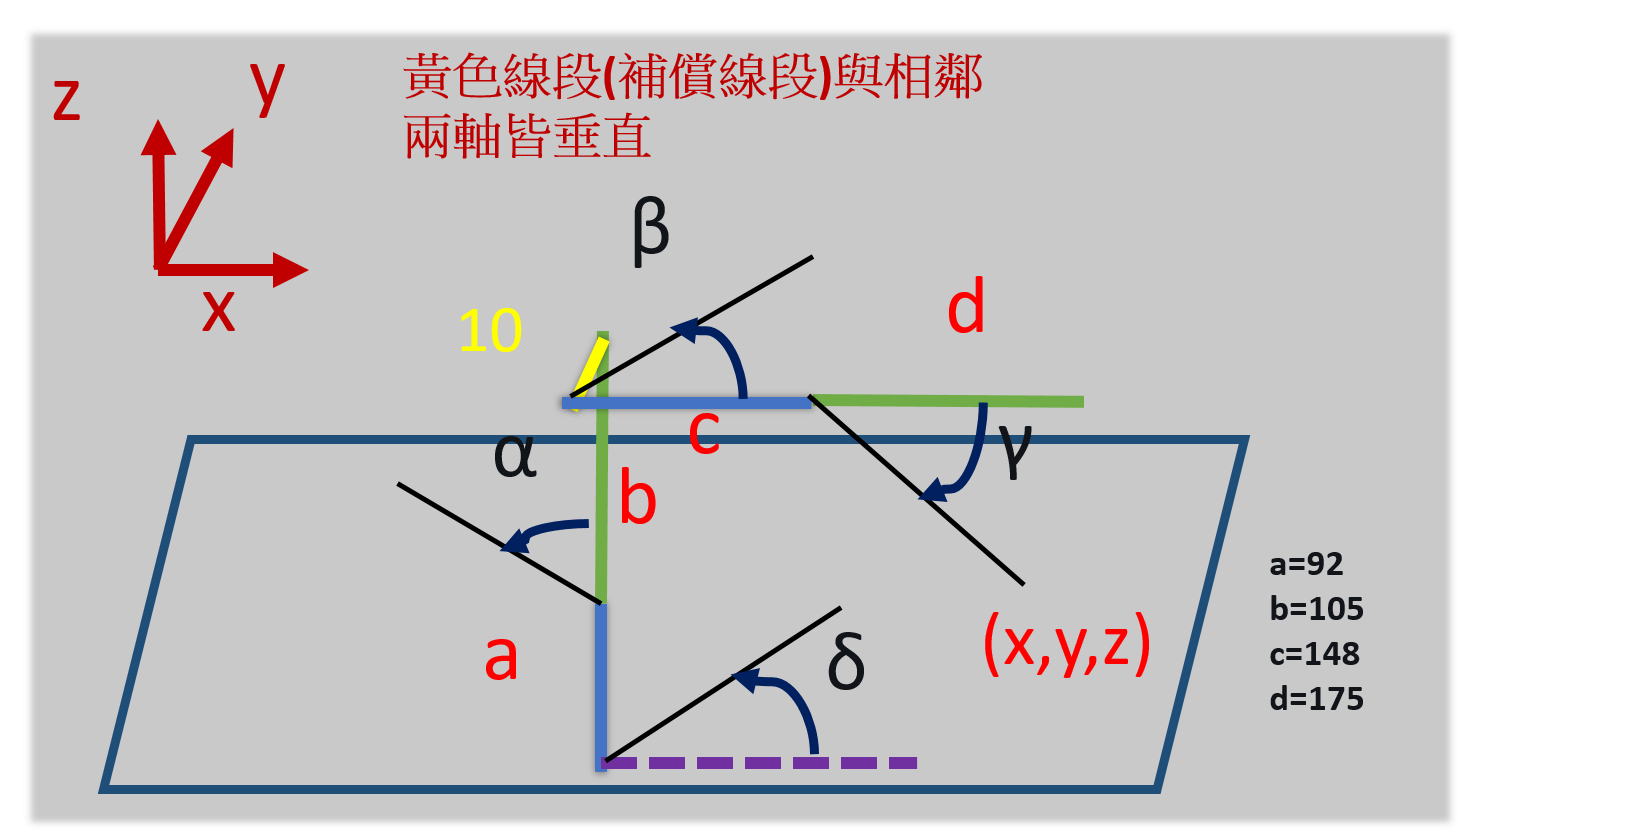 黃色線段(補償線段)與相鄰
兩軸皆垂直
z
y
x
β
10
d
c
α
γ
b
a
δ
(x,y,z)
a=92
b=105
c=148
d=175